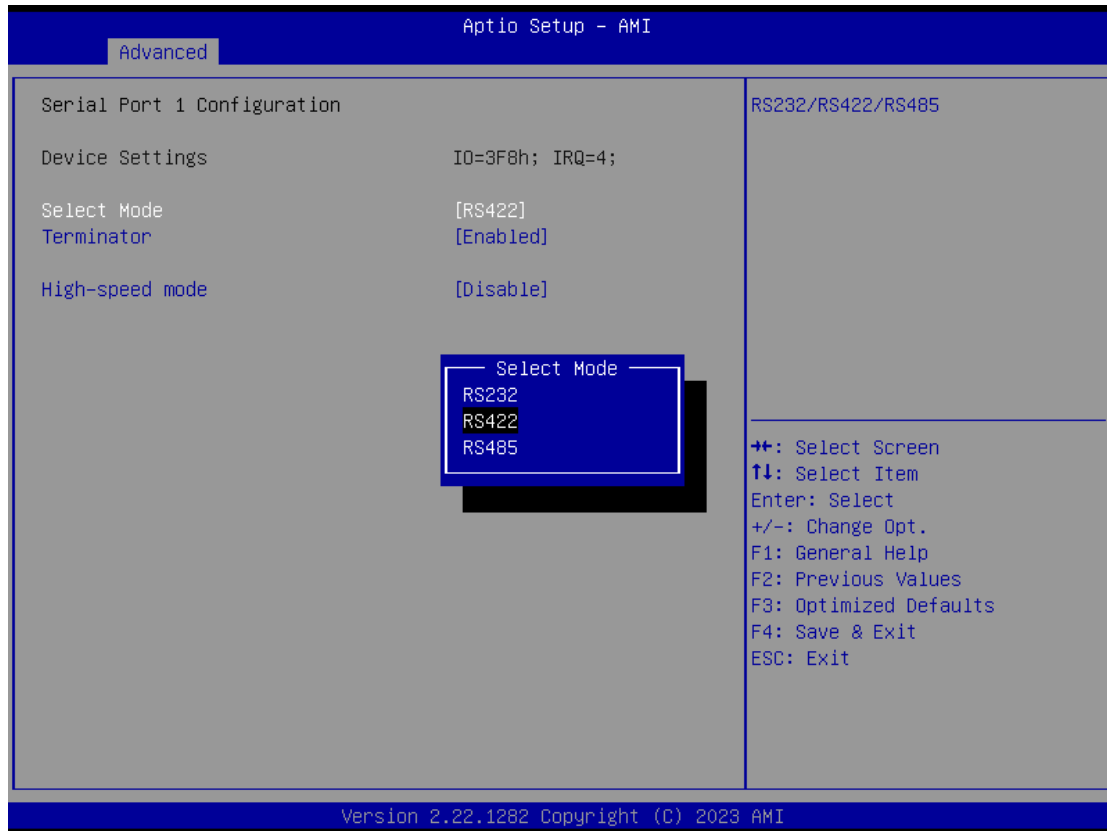 Aptio Setup – AMI
Advanced
Serial Port 1 Configuration
Device Settings IO=3F8h; IRQ=4;
Select Mode [RS422]
Terminator [Enabled]
High-speed mode [Disable]
Select Mode
RS232
RS422
RS485
RS232/RS422/RS485
→←: Select Screen
↑↓: Select Item
Enter: Select
+/-: Change Opt.
F1: General Help
F2: Previous Values
F3: Optimized Defaults
F4: Save & Exit
ESC: Exit
Version 2.22.1282 Copyright (C) 2023 AMI